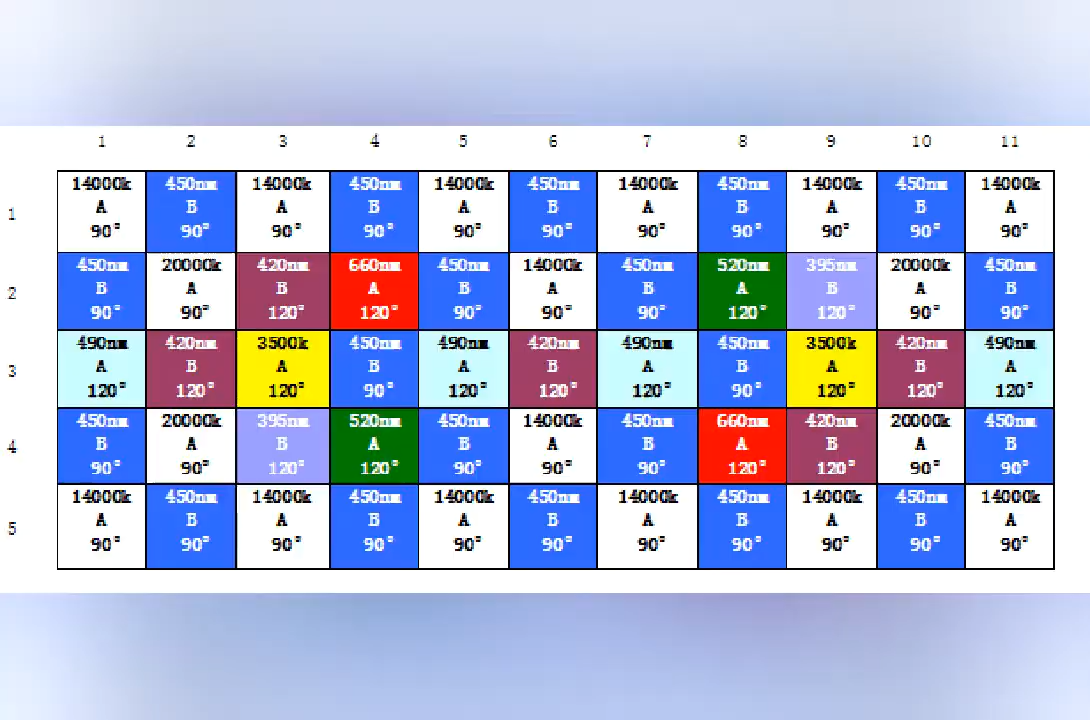 1 2 3 4 5 6 7 8 9 10 11
14000k 450nm 14000k 450nm 14000k 450nm 14000k 450nm 14000k 450nm 14000k
1 A B A B A B A B A B A
90° 90° 90° 90° 90° 90° 90° 90° 90° 90° 90°
450nm 20000k 420nm 660nm 450nm 14000k 450nm 520nm 395nm 20000k 450nm
2 B A B A B A B A B A B
90° 90° 120° 120° 90° 90° 90° 120° 120° 90° 90°
490nm 420nm 3500k 450nm 490nm 420nm 490nm 450nm 3500k 420nm 490nm
3 A B A B A B A B A B A
120° 120° 120° 90° 120° 120° 120° 90° 120° 120° 120°
450nm 20000k 395nm 520nm 450nm 14000k 450nm 660nm 420nm 20000k 450nm
4 B A B A B A B A B A B
90° 90° 120° 120° 90° 90° 90° 120° 120° 90° 90°
14000k 450nm 14000k 450nm 14000k 450nm 14000k 450nm 14000k 450nm 14000k
5 A B A B A B A B A B A
90° 90° 90° 90° 90° 90° 90° 90° 90° 90° 90°